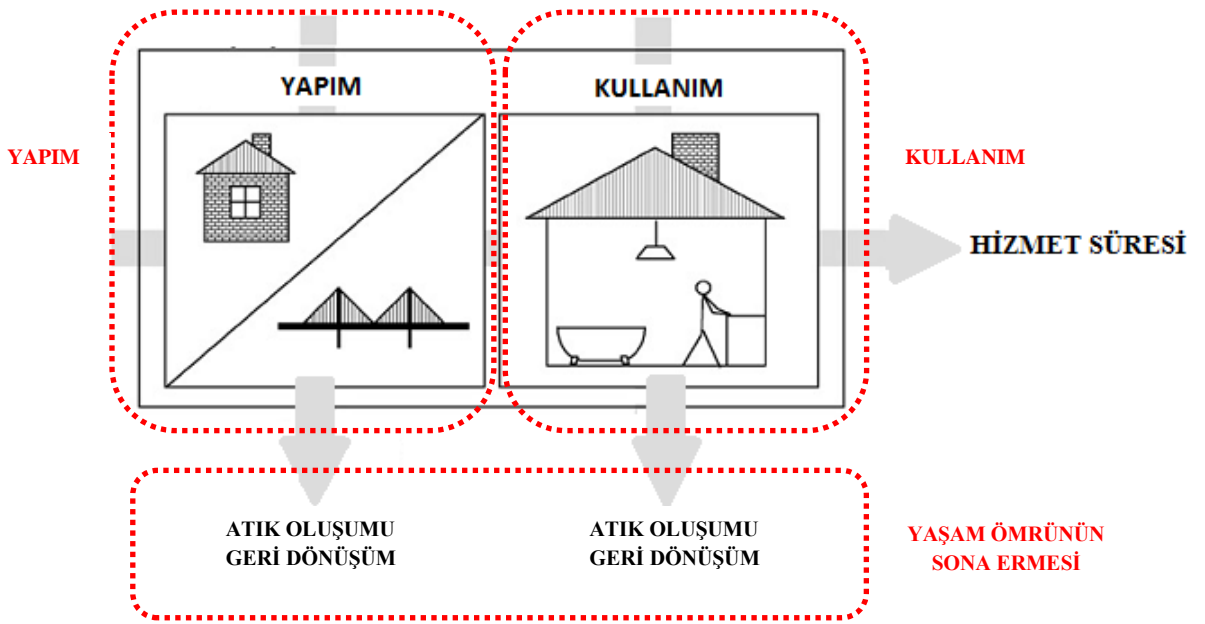 YAPIM
KULLANIM
YAPIM
KULLANIM
HİZMET SÜRESİ
ATIK OLUŞUMU
GERİ DÖNÜŞÜM
ATIK OLUŞUMU
GERİ DÖNÜŞÜM
YAŞAM ÖMRÜNÜN
SONA ERMESİ